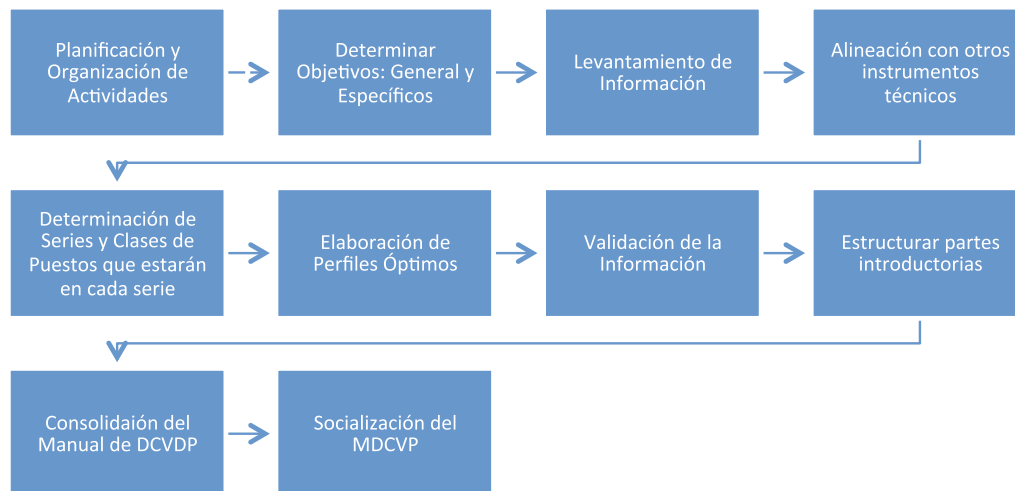 Planificación y
Organización de
Actividades
Determinar
Objetivos: General y
Específicos
Levantamiento de
Información
Alineación con otros
instrumentos
técnicos
Determinación de
Series y Clases de
Puestos que estarán
en cada serie
Elaboración de
Perfiles Óptimos
Validación de la
Información
Estructurar partes
introductorias
Consolidaión del
Manual de DCVDP
Socialización del
MDCVP